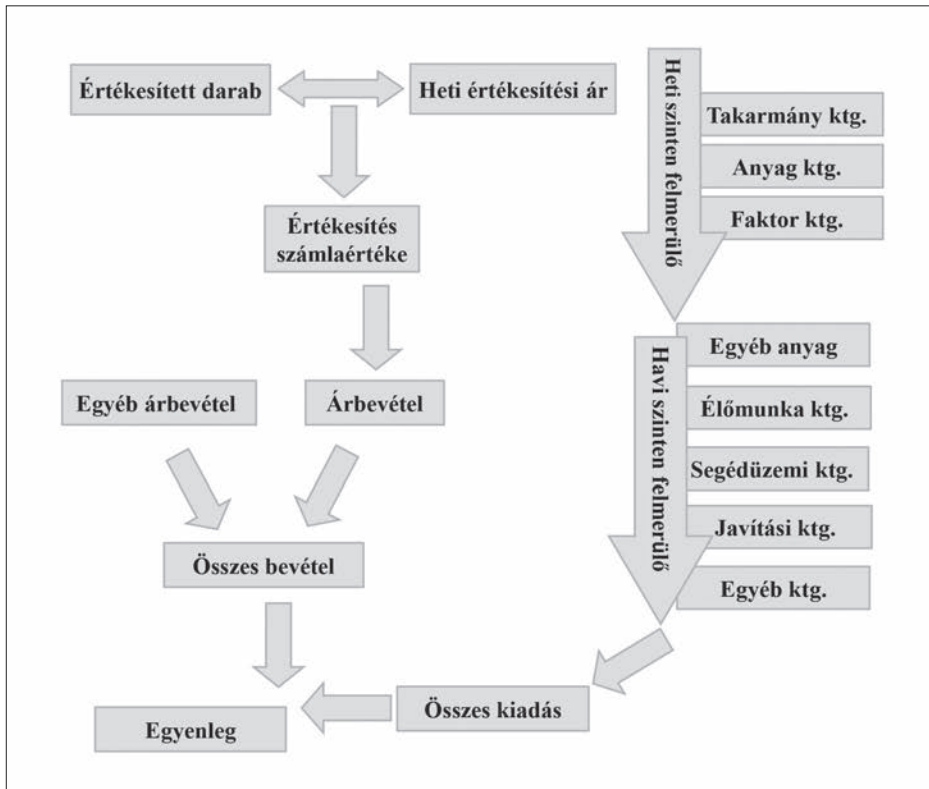 Értékesített darab
Heti értékesítési ár
Értékesítés
számlaértéke
Egyéb árbevétel
Árbevétel
Összes bevétel
Egyenleg
Összes kiadás
Heti szinten felmerülő
Takarmány ktg.
Anyag ktg.
Faktor ktg.
Havi szinten felmerülő
Egyéb anyag
Élőmunka ktg.
Segédüzemi ktg.
Javítási ktg.
Egyéb ktg.